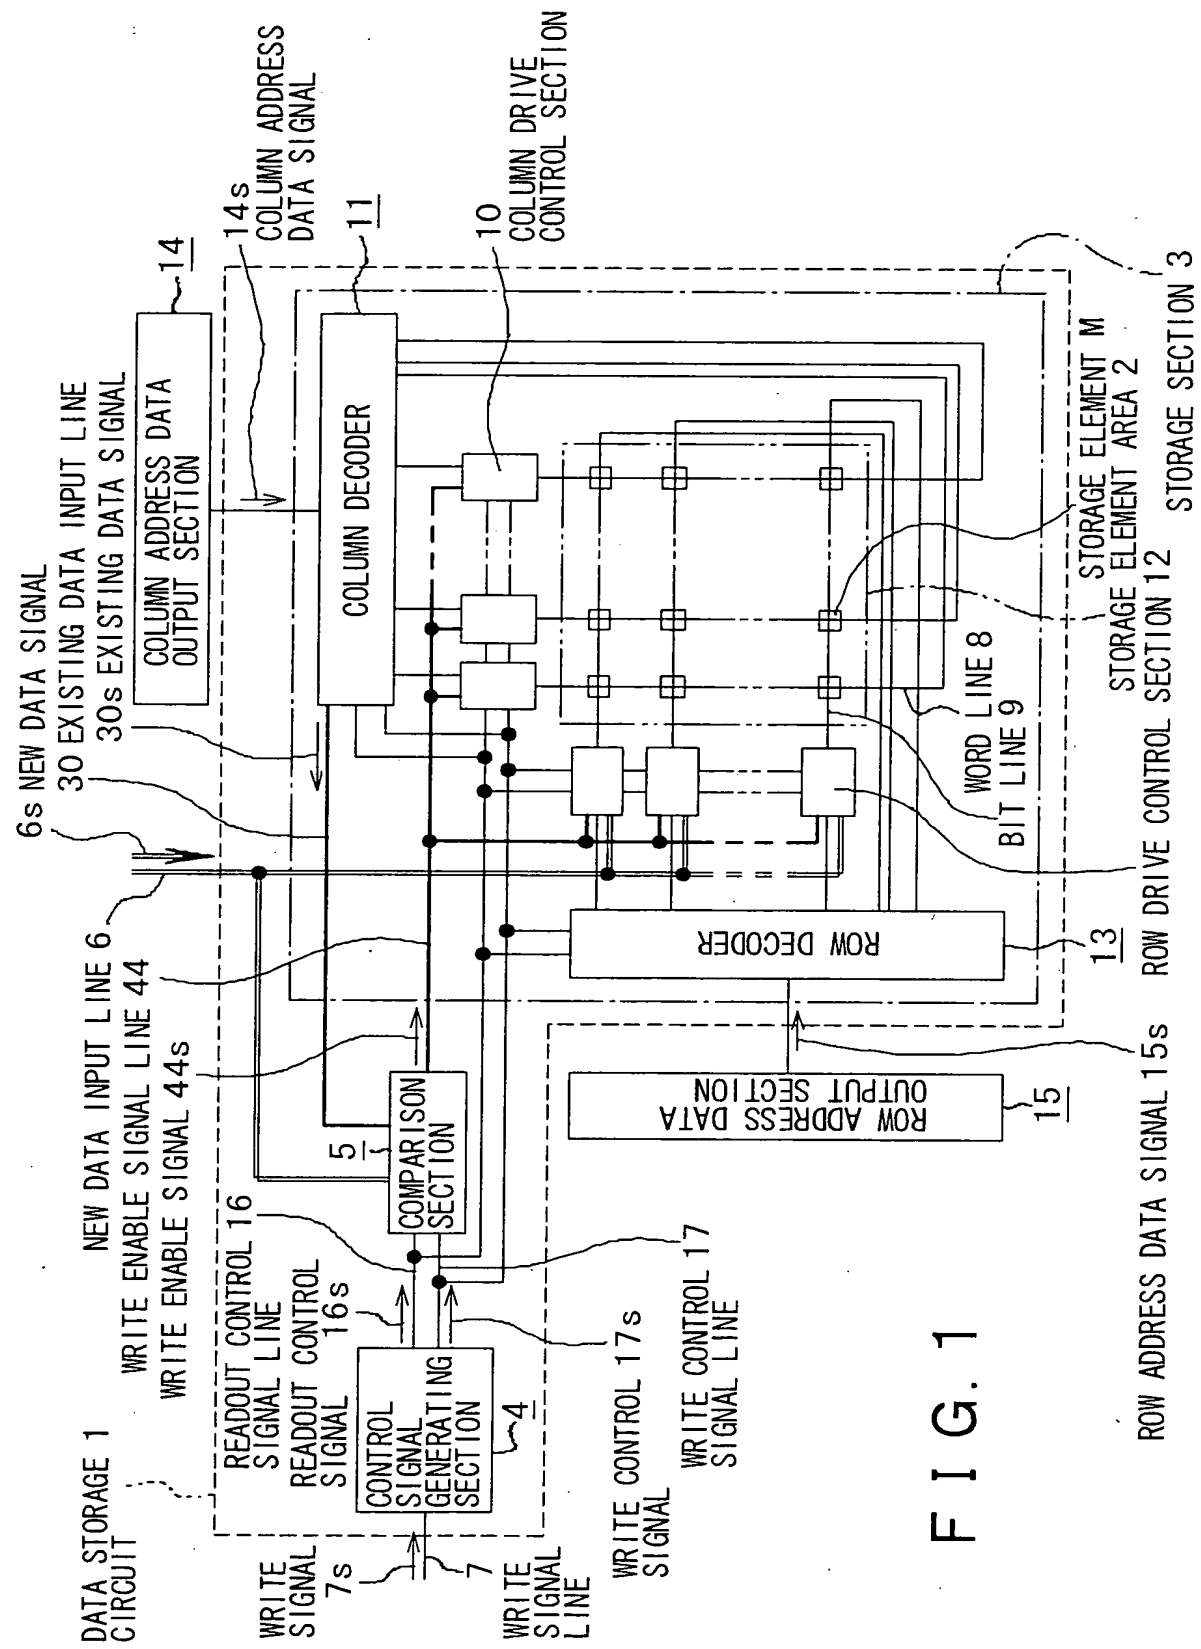 DATA STORAGE 1
CIRCUIT
WRITE
SIGNAL
7s
7
WRITE
SIGNAL
LINE
READOUT CONTROL 16
SIGNAL LINE
READOUT CONTROL
SIGNAL 16s
CONTROL
SIGNAL
GENERATING
SECTION
4
WRITE CONTROL 17s
SIGNAL
WRITE CONTROL 17
SIGNAL LINE
NEW DATA INPUT LINE 6
WRITE ENABLE SIGNAL LINE 44
WRITE ENABLE SIGNAL 44s
5
COMPARISON
SECTION
6s NEW DATA SIGNAL
30 EXISTING DATA INPUT LINE
30s EXISTING DATA SIGNAL
COLUMN ADDRESS DATA
OUTPUT SECTION
14
14s
COLUMN ADDRESS
DATA SIGNAL
COLUMN DECODER
11
10
COLUMN DRIVE
CONTROL SECTION
ROW DECODER
13
ROW ADDRESS DATA
OUTPUT SECTION
15
WORD LINE 8
BIT LINE 9
STORAGE ELEMENT M
STORAGE ELEMENT AREA 2
ROW DRIVE CONTROL SECTION 12
STORAGE SECTION 3
ROW ADDRESS DATA SIGNAL 15s
FIG. 1